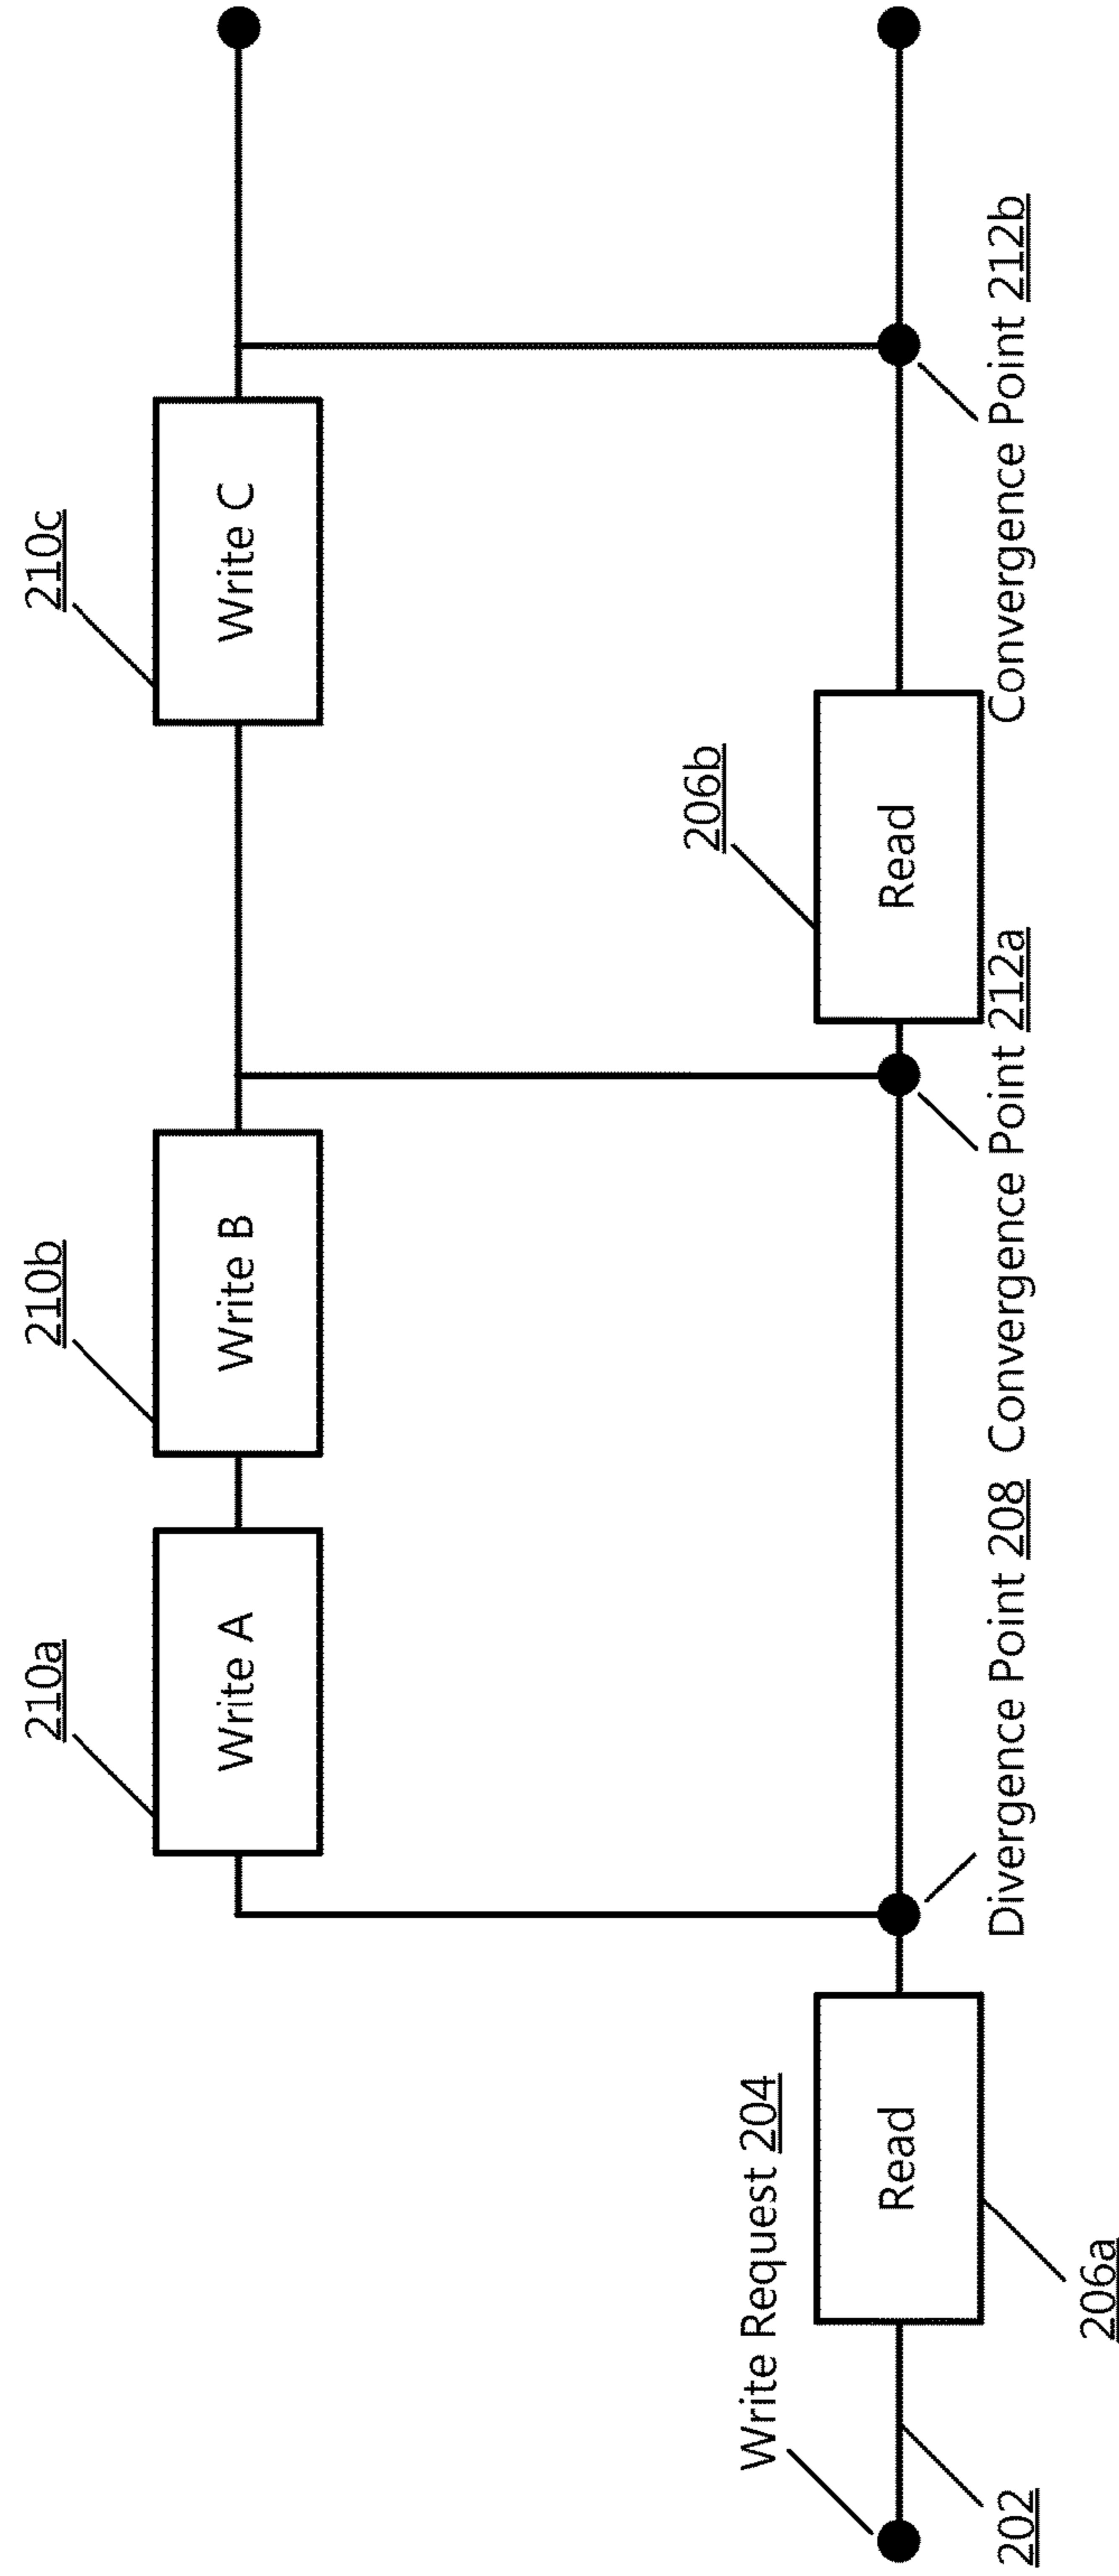 210a
210b
210c
Write A
Write B
Write C
Write Request 204
206b
Read
Read
202
206a
Divergence Point 208
Convergence Point 212a
Convergence Point 212b